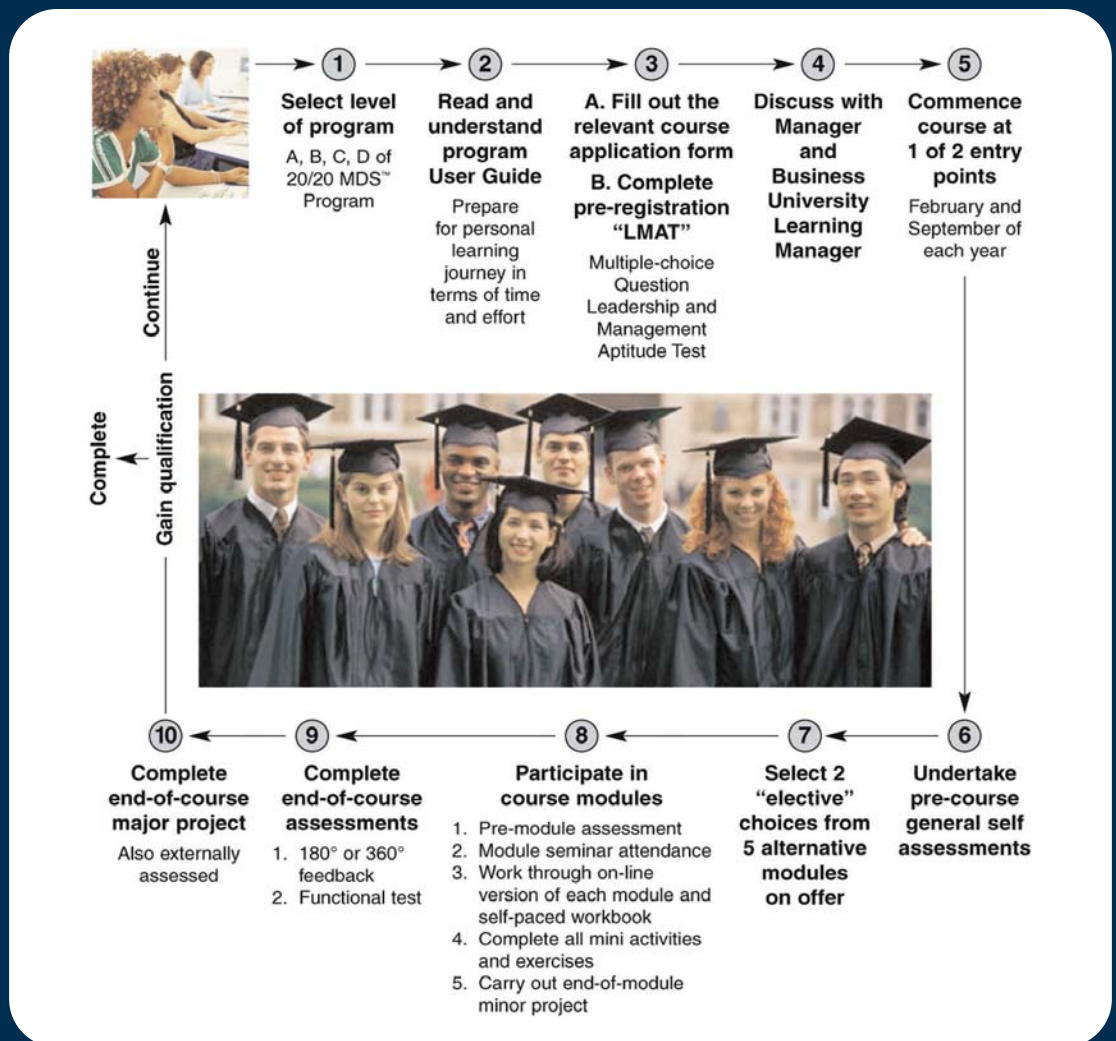 1
Select level
of program
A, B, C, D of
20/20 MDS™
Program
2
Read and
understand
program
User Guide
Prepare
for personal
learning
journey in
terms of time
and effort
3
A. Fill out the
relevant course
application form
B. Complete
pre-registration
“LMAT”
Multiple-choice
Question
Leadership and
Management
Aptitude Test
4
Discuss with
Manager
and
Business
University
Learning
Manager
5
Commence
course at
1 of 2 entry
points
February and
September of
each year
6
Undertake
pre-course
general self
assessments
7
Select 2
“elective”
choices from
5 alternative
modules
on offer
8
Participate in
course modules
1. Pre-module assessment
2. Module seminar attendance
3. Work through on-line
version of each module and
self-paced workbook
4. Complete all mini activities
and exercises
5. Carry out end-of-module
minor project
9
Complete
end-of-course
assessments
1. 180° or 360°
feedback
2. Functional test
10
Complete
end-of-course
major project
Also externally
assessed
Gain qualification
Complete
Continue